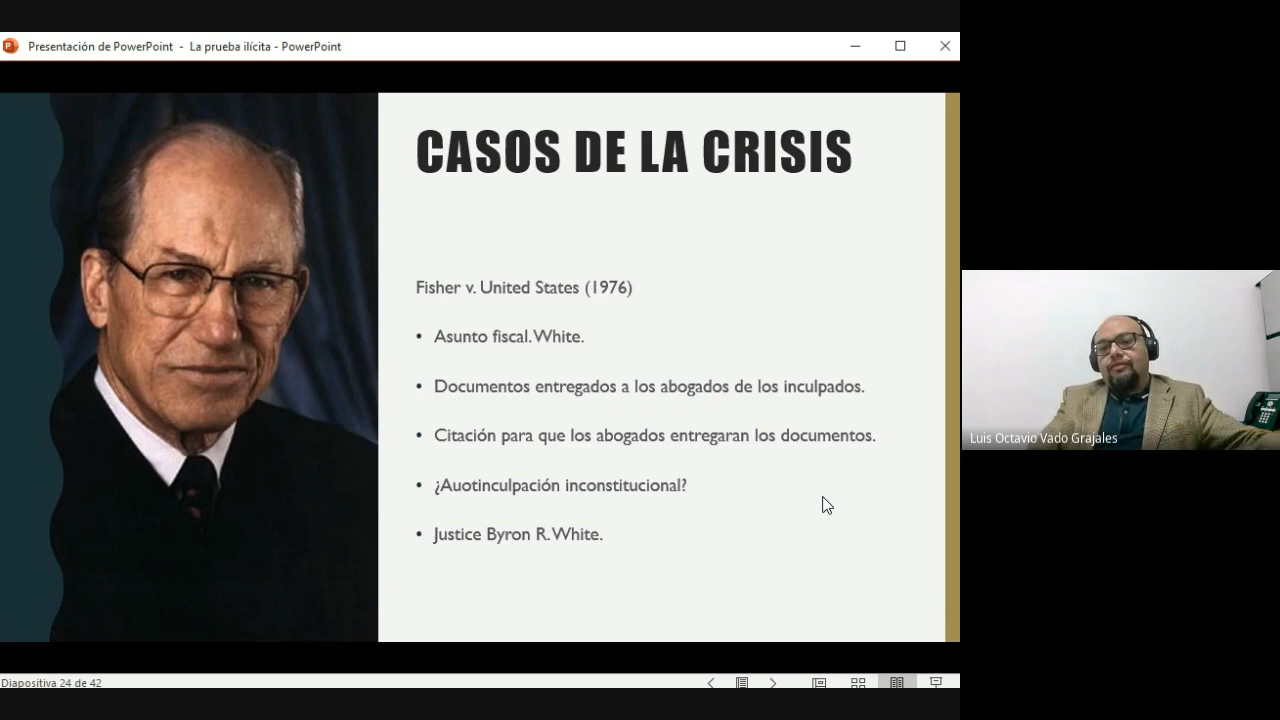 Presentación de PowerPoint - La prueba ilícita - PowerPoint
CASOS DE LA CRISIS
Fisher v. United States (1976)
• Asunto fiscal. White.
• Documentos entregados a los abogados de los inculpados.
• Citación para que los abogados entregaran los documentos.
• ¿Auotinculpación inconstitucional?
• Justice Byron R. White.
Luis Octavio Vado Grajales
Diapositiva 24 de 42